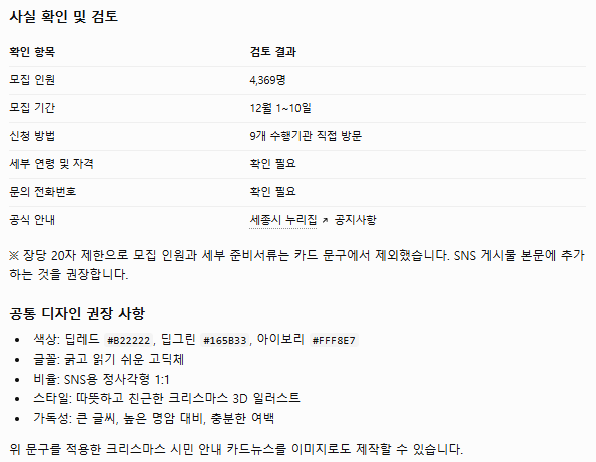 사실 확인 및 검토
확인 항목 검토 결과
모집 인원 4,369명
모집 기간 12월 1~10일
신청 방법 9개 수행기관 직접 방문
세부 연령 및 자격 확인 필요
문의 전화번호 확인 필요
공식 안내 세종시 누리집 ↗ 공지사항
※ 장당 20자 제한으로 모집 인원과 세부 준비서류는 카드 문구에서 제외했습니다. SNS 게시물 본문에 추가
하는 것을 권장합니다.
공통 디자인 권장 사항
• 색상: 딥레드 #B22222, 딥그린 #165B33, 아이보리 #FFF8E7
• 글꼴: 굵고 읽기 쉬운 고딕체
• 비율: SNS용 정사각형 1:1
• 스타일: 따뜻하고 친근한 크리스마스 3D 일러스트
• 가독성: 큰 글씨, 높은 명암 대비, 충분한 여백
위 문구를 적용한 크리스마스 시민 안내 카드뉴스를 이미지로도 제작할 수 있습니다.